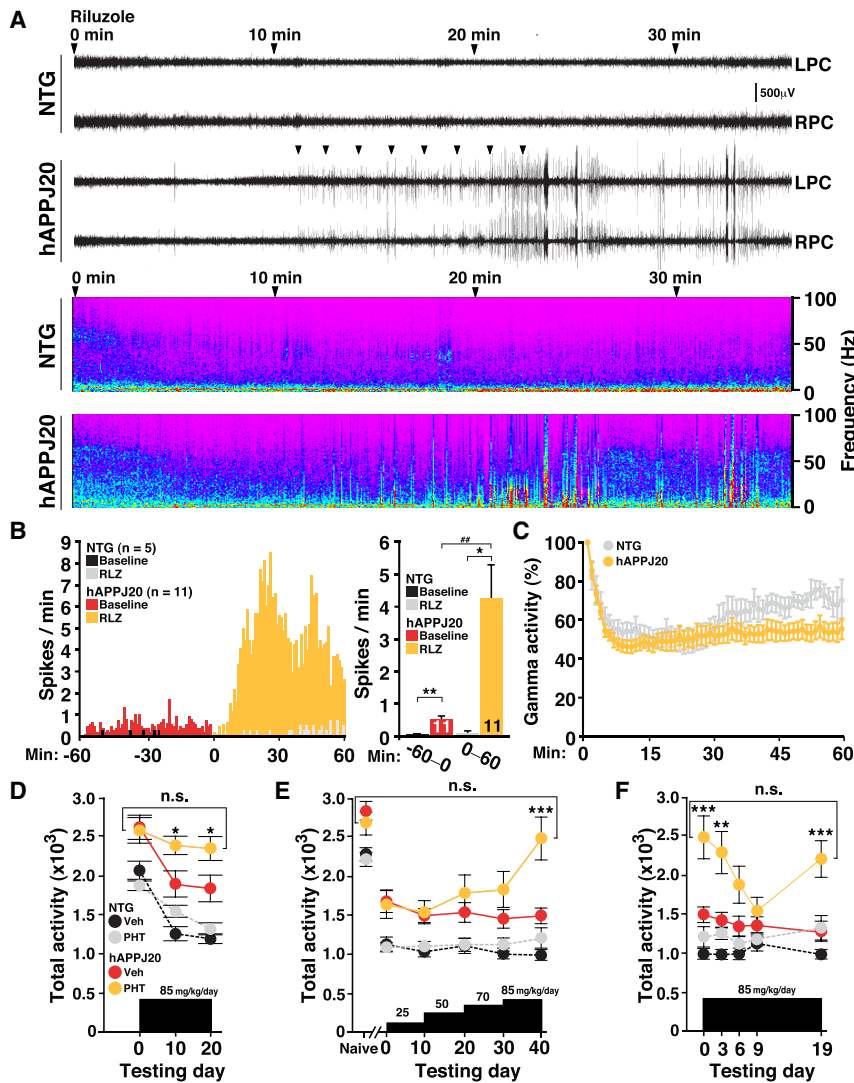 A
Riluzole
0 min 10 min 20 min 30 min
NTG
LPC
500μV
RPC
hAPPJ20
LPC
RPC
0 min 10 min 20 min 30 min
NTG
100
50
0
hAPPJ20
100
50
0
Frequency (Hz)
B
9
8
7
6
5
4
3
2
1
0
Spikes / min
NTG (n = 5)
Baseline
RLZ
hAPPJ20 (n = 11)
Baseline
RLZ
Min: -60 -30 0 60
6
5
4
3
2
1
0
Spikes / min
NTG
Baseline
RLZ
hAPPJ20
Baseline
RLZ
##
*
**
11
11
-60–0 0–60
C
100
80
60
40
0
Gamma activity (%)
NTG
hAPPJ20
Min: 0 15 30 45 60
D
n.s.
3.0
2.5
2.0
1.5
1.0
0.5
0
Total activity (x10³)
* *
NTG
Veh
PHT
hAPPJ20
Veh
PHT
85 mg/kg/day
0 10 20
Testing day
E
n.s.
3.0
2.5
2.0
1.5
1.0
0.5
0
Total activity (x10³)
***
25 50 70 85 mg/kg/day
Naive 0 10 20 30 40
Testing day
F
n.s.
3.0
2.5
2.0
1.5
1.0
0.5
0
Total activity (x10³)
*** ** ***
85 mg/kg/day
0 3 6 9 19
Testing day